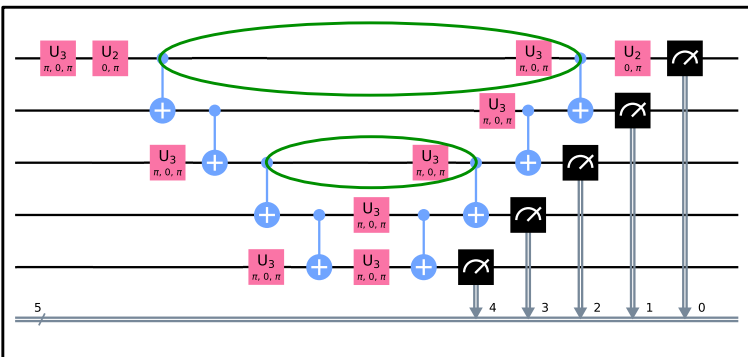 U3 U2 U3 U2
π, 0, π 0, π π, 0, π 0, π
U3
π, 0, π
U3 U3
π, 0, π π, 0, π
U3
π, 0, π
U3 U3
π, 0, π π, 0, π
5 4 3 2 1 0